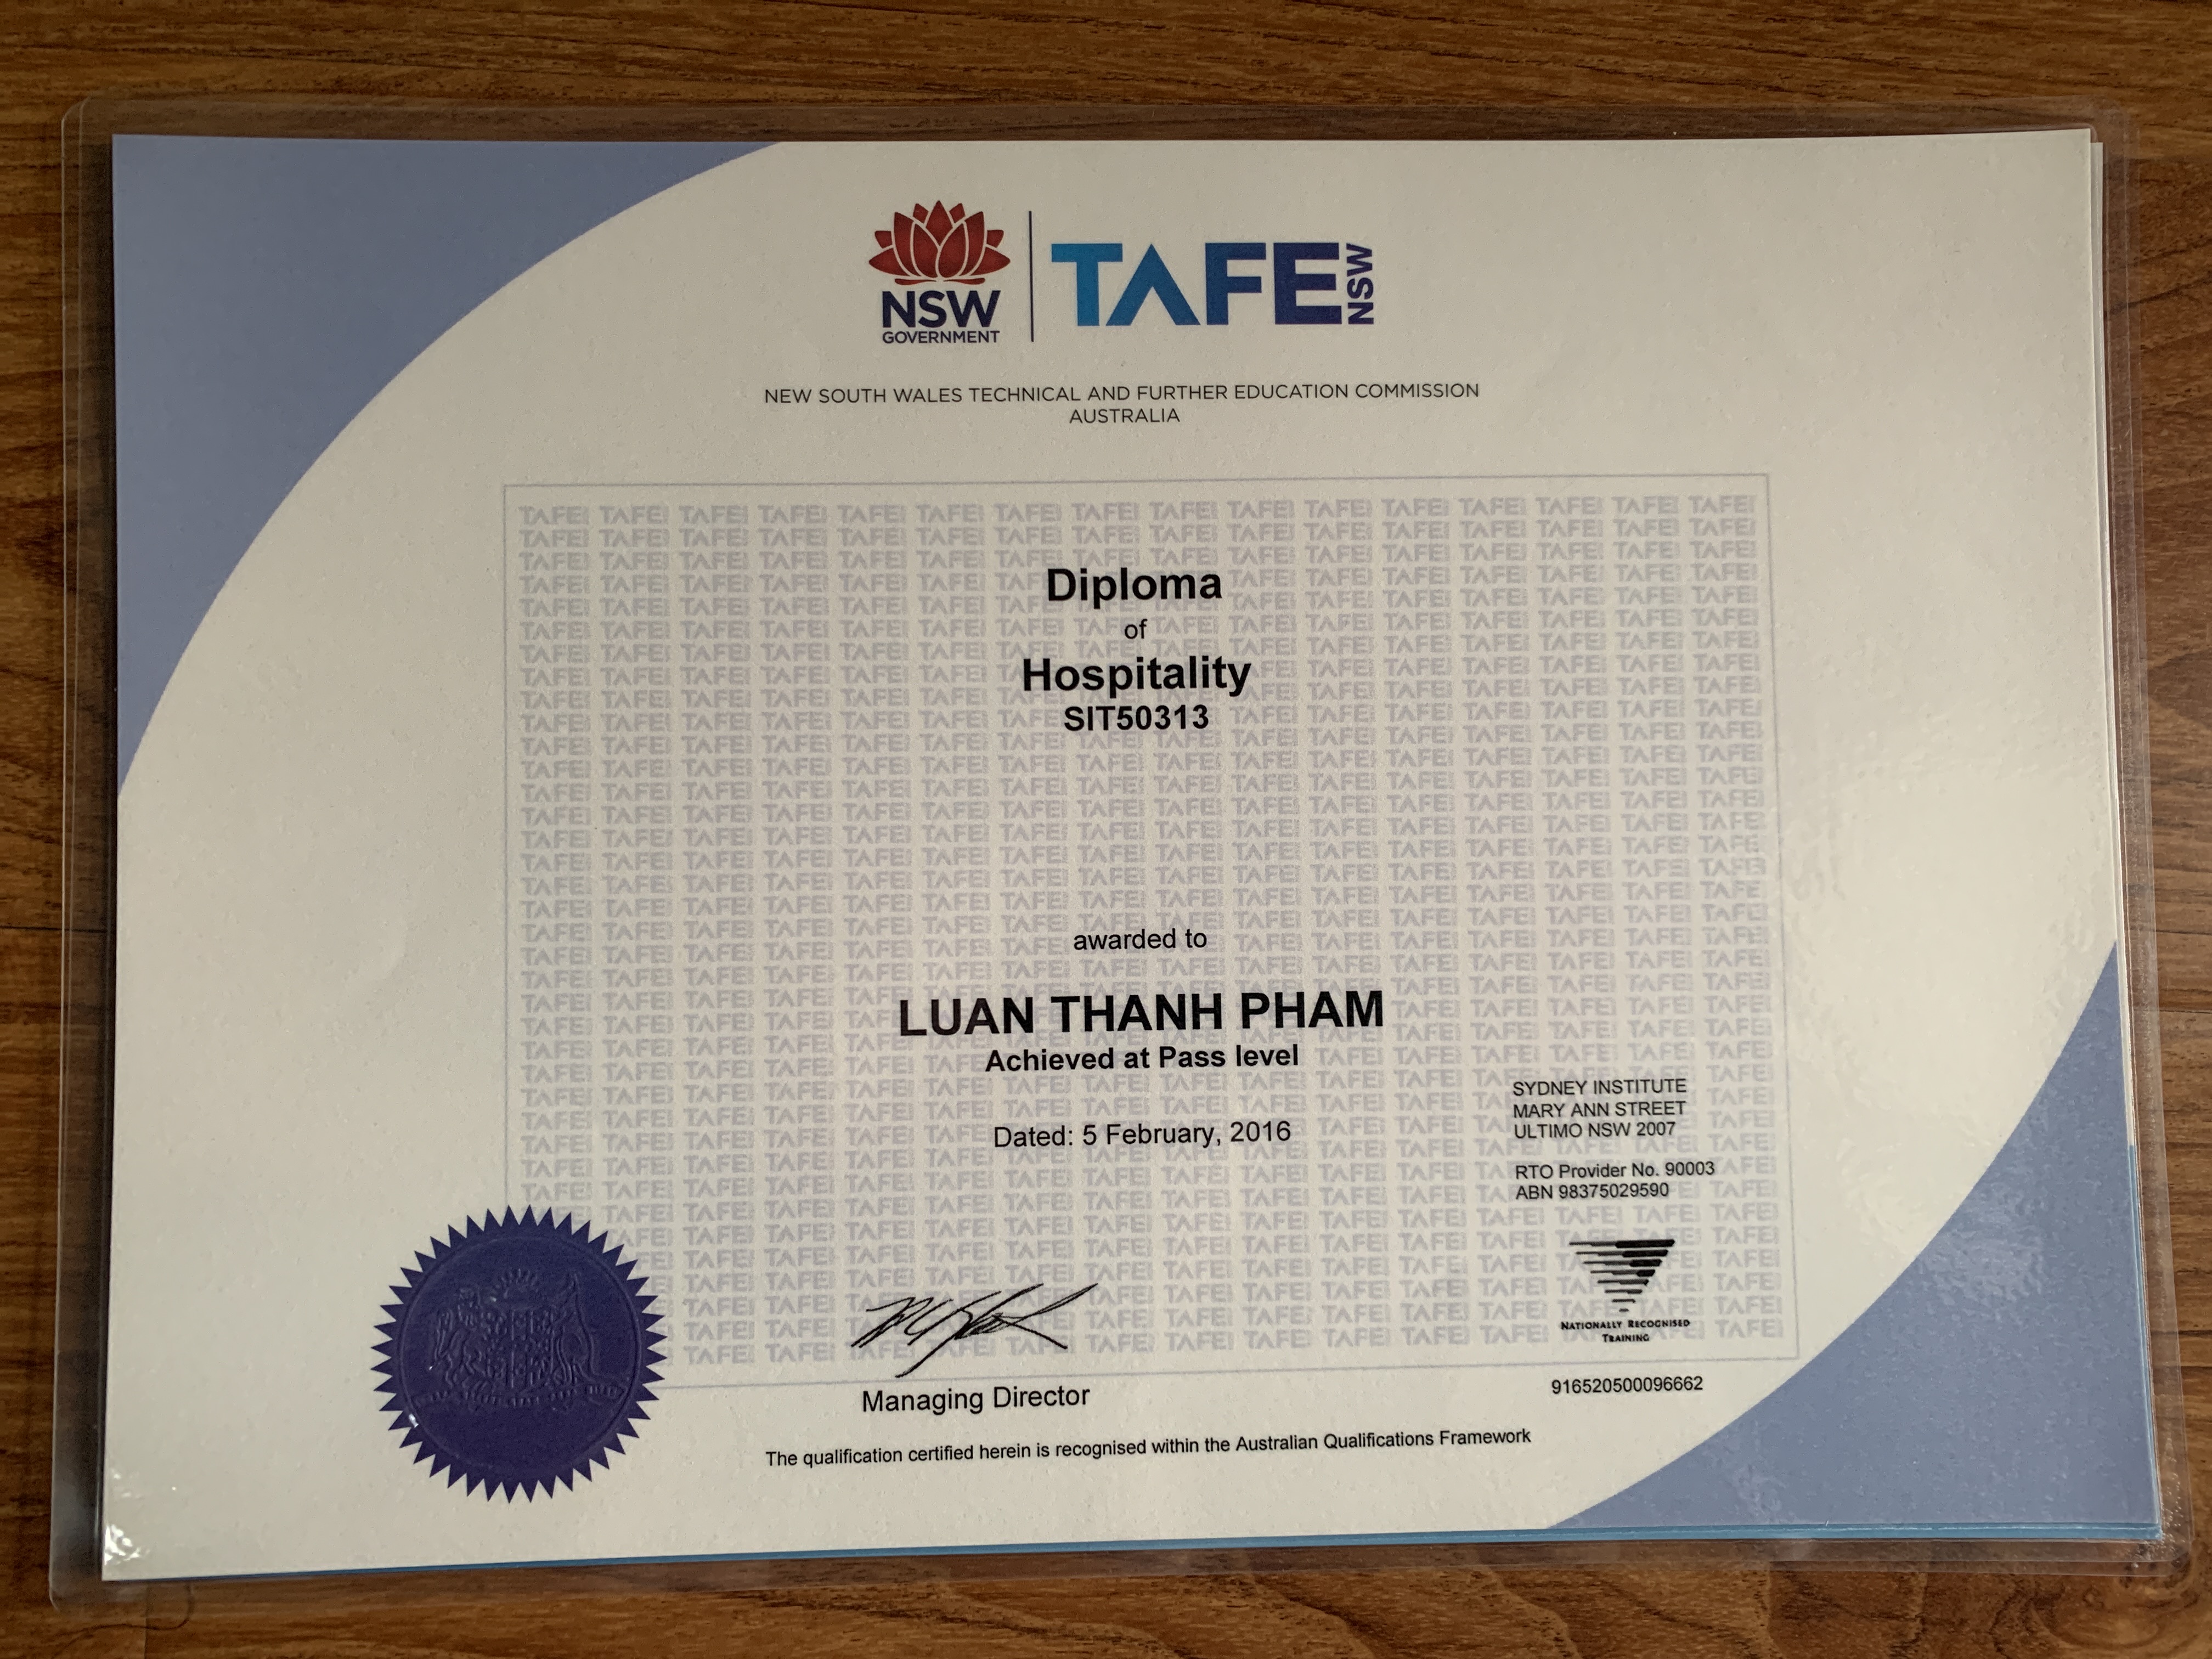 NSW
GOVERNMENT
TAFE NSW
NEW SOUTH WALES TECHNICAL AND FURTHER EDUCATION COMMISSION
AUSTRALIA
Diploma
of
Hospitality
SIT50313
awarded to
LUAN THANH PHAM
Achieved at Pass level
Dated: 5 February, 2016
SYDNEY INSTITUTE
MARY ANN STREET
ULTIMO NSW 2007
RTO Provider No. 90003
ABN 98375029590
NATIONALLY RECOGNISED
TRAINING
Managing Director
916520500096662
The qualification certified herein is recognised within the Australian Qualifications Framework